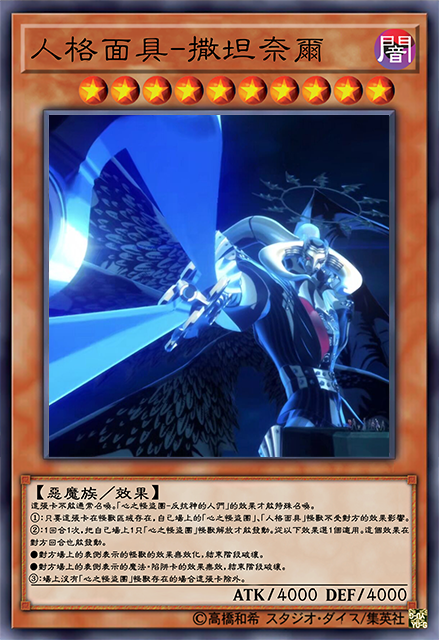 人格面具-撒坦奈爾
闇
【惡魔族／效果】
這張卡不能通常召喚。「心之怪盜團-反抗神的人們」的效果才能特殊召喚。
①：只要這張卡在怪獸區域存在，自己場上的「心之怪盜團」、「人格面具」怪獸不受對方的效果影響。
②：1回合1次，把自己場上1只「心之怪盜團」怪獸解放才能發動。從以下效果選1個適用。這個效果在
對方回合也能發動。
●對方場上的表側表示的怪獸的效果無效化，結束階段破壞。
●對方場上的表側表示的魔法·陷阱卡的效果無效，結束階段破壞。
③：場上沒有「心之怪盜團」怪獸存在的場合這張卡除外。
ATK/4000 DEF/4000
©高橋和希 スタジオ・ダイス/集英社